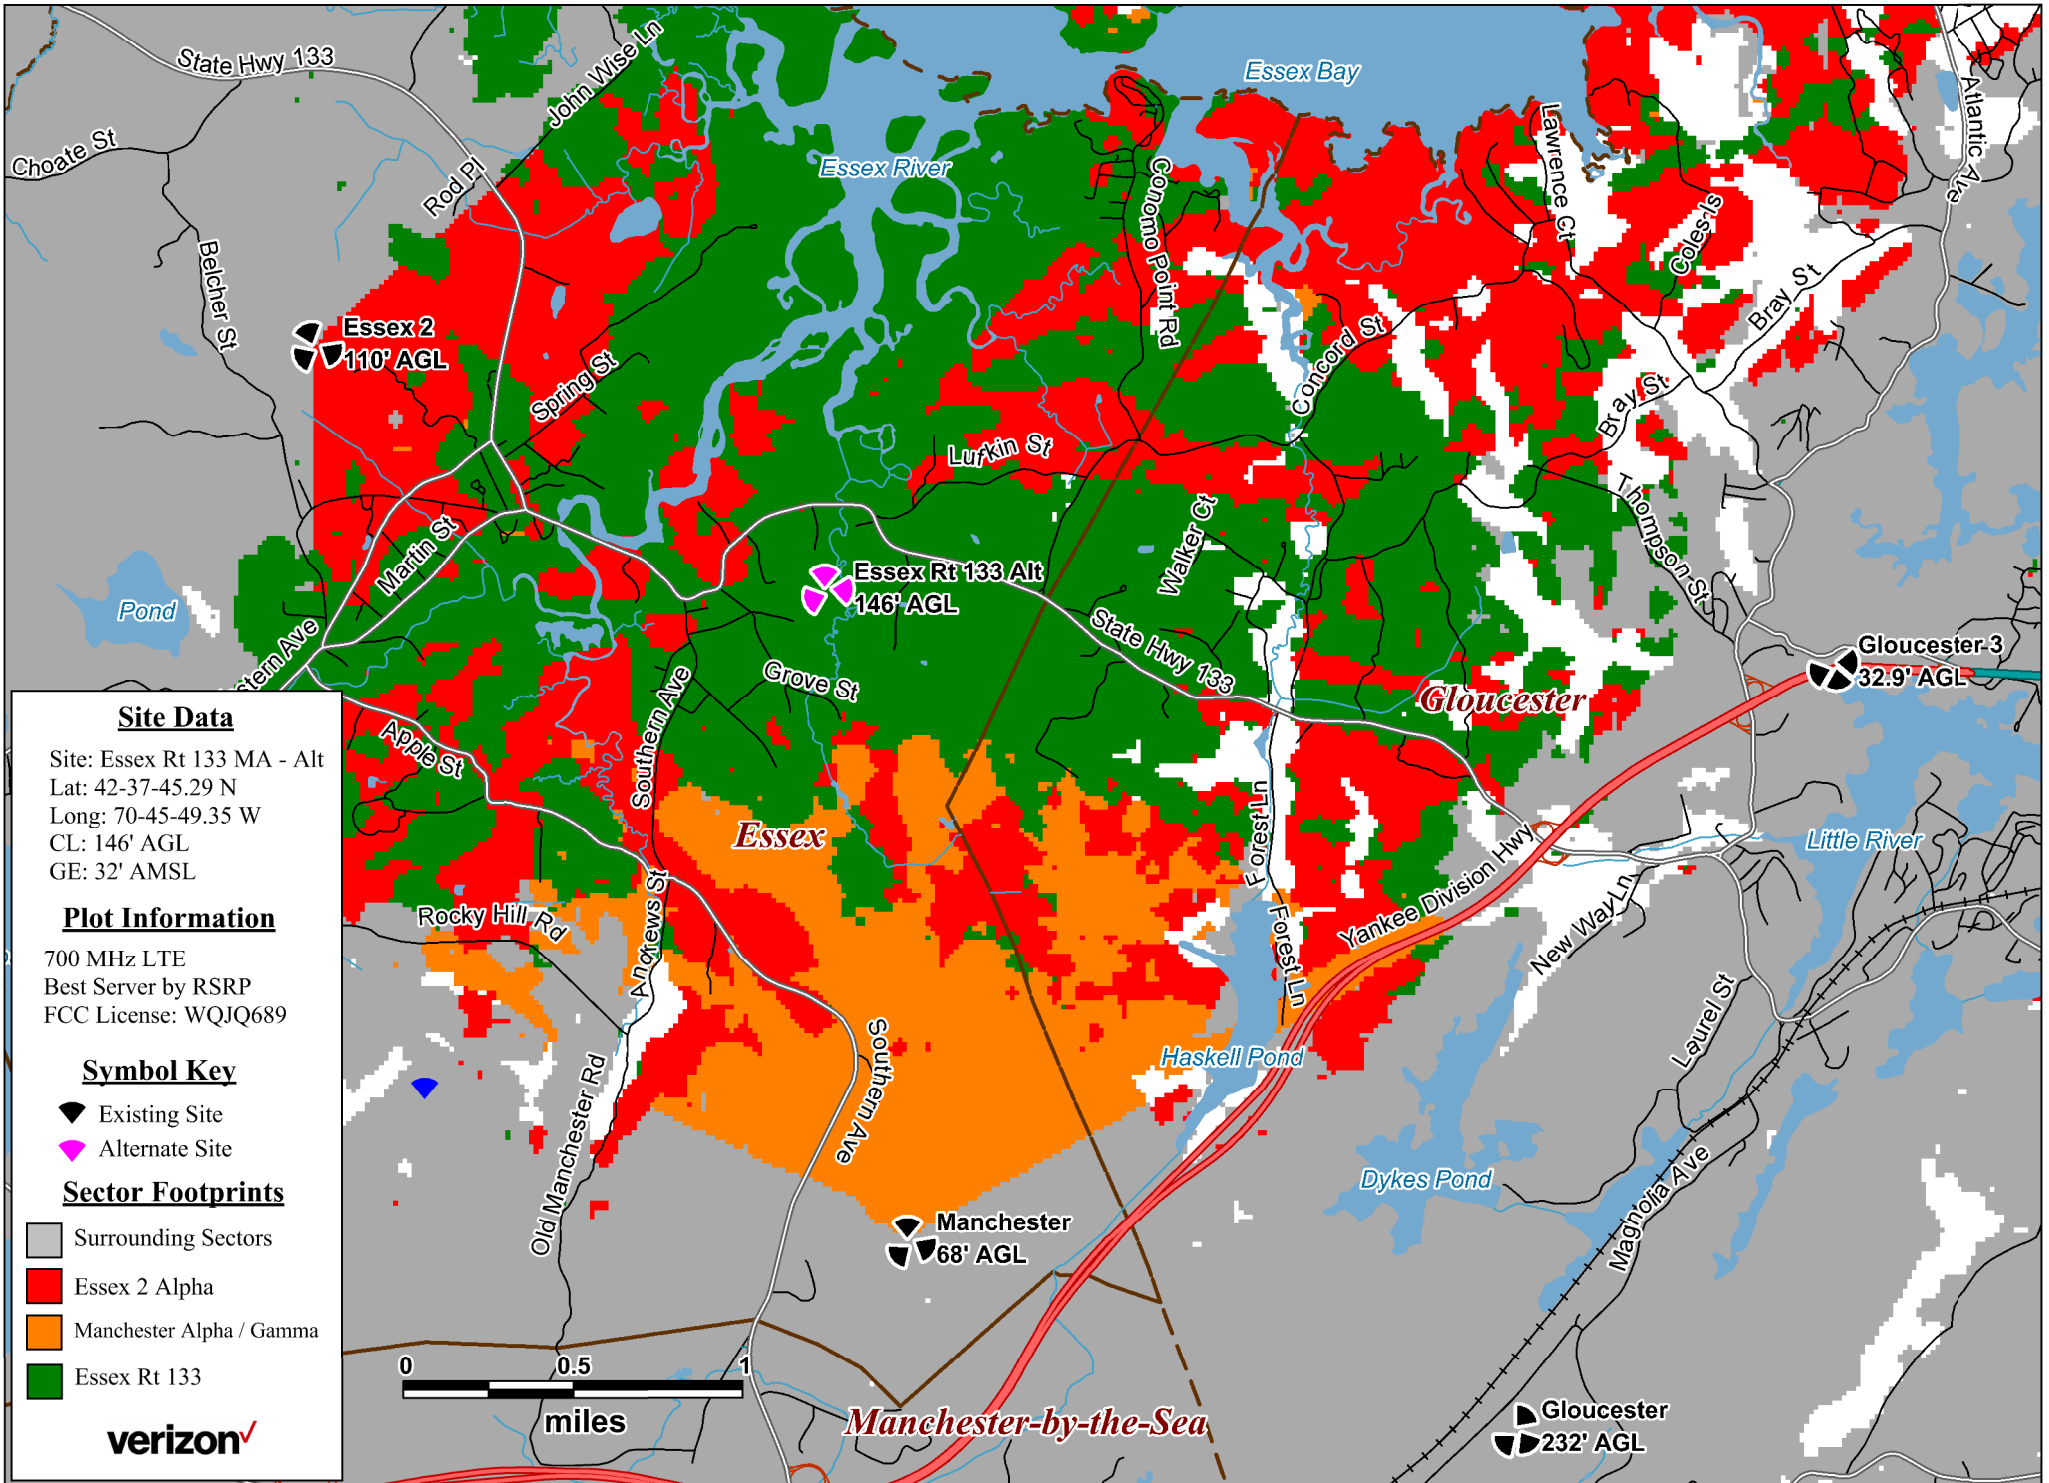 State Hwy 133
John Wise Ln
Essex Bay
Atlantic Ave
Choate St
Rod Pl
Essex River
Conomo Point Rd
Lawrence Ct
Coles-Is
Belcher St
Bray St
Essex 2
110' AGL
Spring St
Concord St
Bray St
Lufkin St
Martin St
Walker Ct
Thompson St
Essex Rt 133 Alt
146' AGL
Pond
State Hwy 133
Gloucester 3
32.9' AGL
stern Ave
Grove St
Gloucester
Southern Ave
Apple St
Essex
Forest Ln
Yankee Division Hwy
Little River
Rocky Hill Rd
Andrews St
Forest Ln
New Way Ln
Laurel St
Southern Ave
Haskell Pond
Old Manchester Rd
Dykes Pond
Magnolia Ave
Manchester
68' AGL
0 0.5 1
miles
Manchester-by-the-Sea
Gloucester
232' AGL
Site Data
Site: Essex Rt 133 MA - Alt
Lat: 42-37-45.29 N
Long: 70-45-49.35 W
CL: 146' AGL
GE: 32' AMSL
Plot Information
700 MHz LTE
Best Server by RSRP
FCC License: WQJQ689
Symbol Key
Existing Site
Alternate Site
Sector Footprints
Surrounding Sectors
Essex 2 Alpha
Manchester Alpha / Gamma
Essex Rt 133
verizon